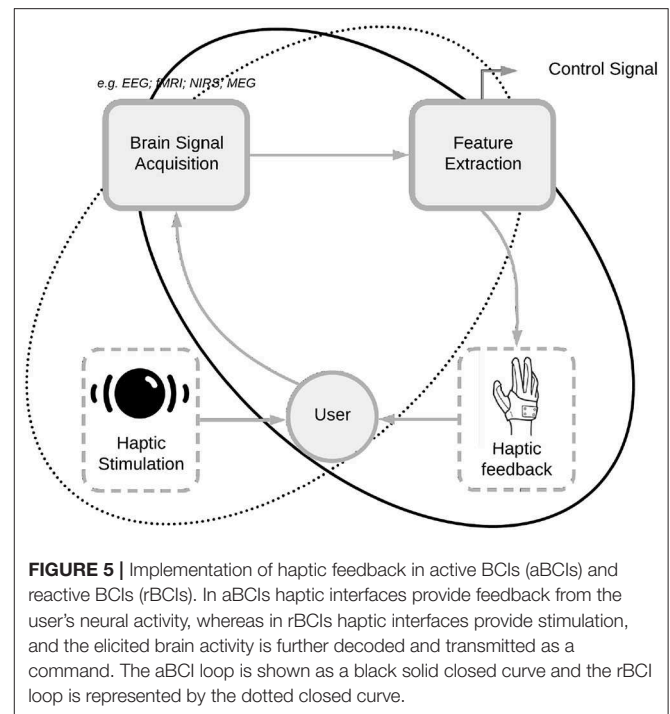 e.g. EEG; fMRI; NIRS; MEG
Control Signal
Brain Signal
Acquisition
Feature
Extraction
User
Haptic
Stimulation
Haptic
feedback
FIGURE 5 | Implementation of haptic feedback in active BCIs (aBCIs) and
reactive BCIs (rBCIs). In aBCIs haptic interfaces provide feedback from the
user's neural activity, whereas in rBCIs haptic interfaces provide stimulation,
and the elicited brain activity is further decoded and transmitted as a
command. The aBCI loop is shown as a black solid closed curve and the rBCI
loop is represented by the dotted closed curve.